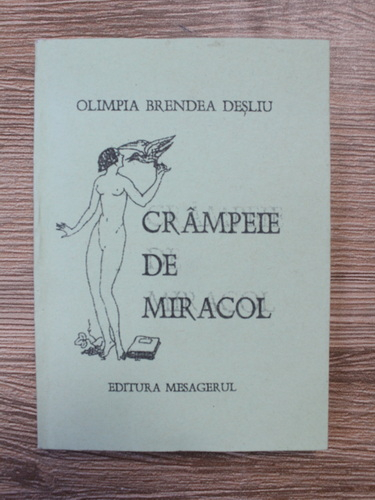 OLIMPIA BRENDEA DEȘLIU
CRÂMPEIE
DE
MIRACOL
EDITURA MESAGERUL